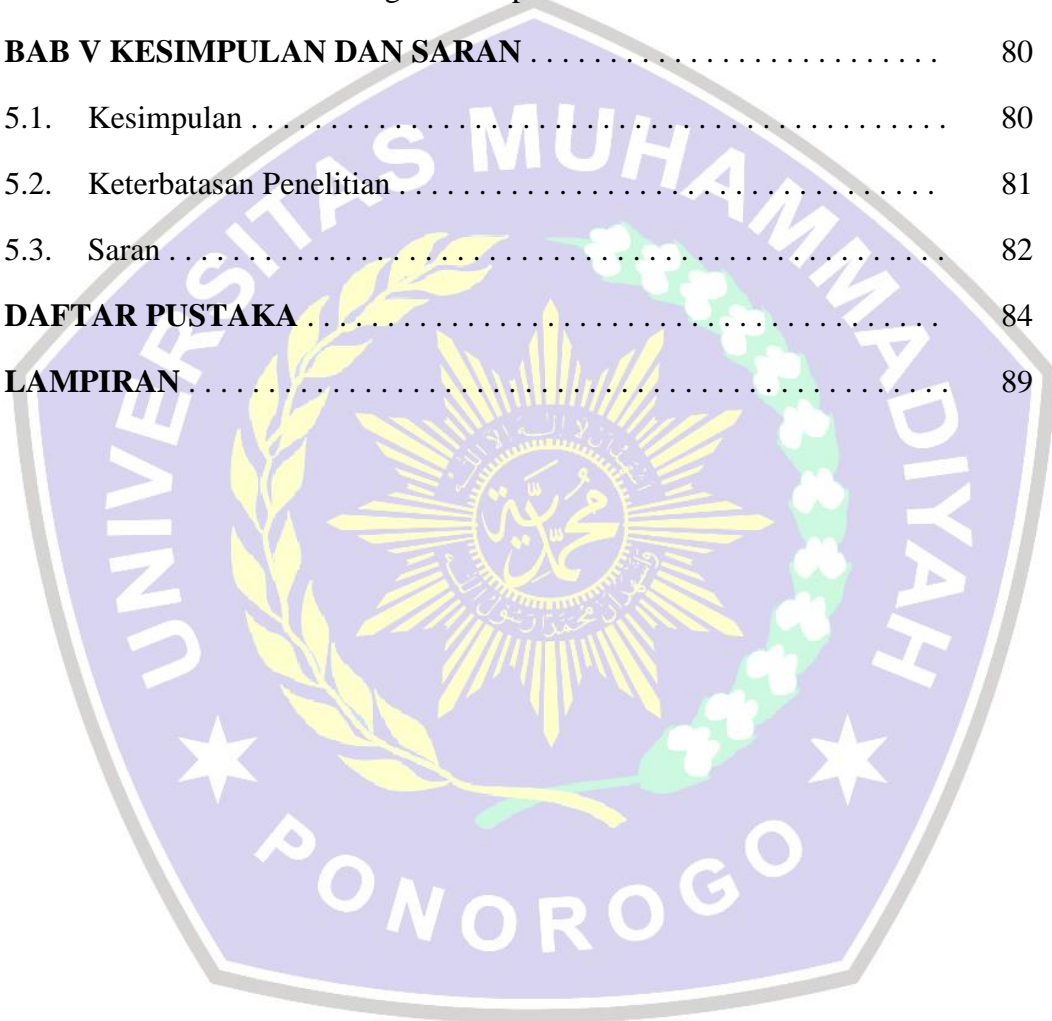 BAB V KESIMPULAN DAN SARAN . . . . . . . . . . . . . . . . . . . . . . . . . . 80
5.1. Kesimpulan . . . . . . . . . . . . . . . . . . . . . . . . . . . . . . . . . . . . . . . . . . . . 80
5.2. Keterbatasan Penelitian . . . . . . . . . . . . . . . . . . . . . . . . . . . . . . . . . . 81
5.3. Saran . . . . . . . . . . . . . . . . . . . . . . . . . . . . . . . . . . . . . . . . . . . . . . . . . 82
DAFTAR PUSTAKA . . . . . . . . . . . . . . . . . . . . . . . . . . . . . . . . . . . . . . . . 84
LAMPIRAN . . . . . . . . . . . . . . . . . . . . . . . . . . . . . . . . . . . . . . . . . . . . . . . . 89
UNIVERSITAS MUHAMMADIYAH
PONOROGO
محمدية